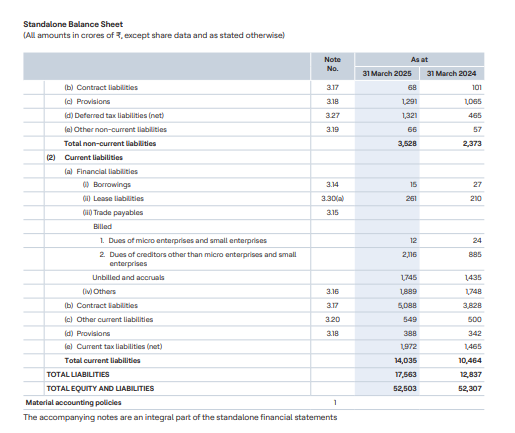 Standalone Balance Sheet
(All amounts in crores of ₹, except share data and as stated otherwise)
Note No. As at
31 March 2025 31 March 2024
(b) Contract liabilities 3.17 68 101
(c) Provisions 3.18 1,291 1,065
(d) Deferred tax liabilities (net) 3.27 1,321 465
(e) Other non-current liabilities 3.19 66 57
Total non-current liabilities 3,528 2,373
(2) Current liabilities
(a) Financial liabilities
(i) Borrowings 3.14 15 27
(ii) Lease liabilities 3.30(a) 261 210
(iii) Trade payables 3.15
Billed
1. Dues of micro enterprises and small enterprises 12 24
2. Dues of creditors other than micro enterprises and small enterprises 2,116 885
Unbilled and accruals 1,745 1,435
(iv) Others 3.16 1,889 1,748
(b) Contract liabilities 3.17 5,088 3,828
(c) Other current liabilities 3.20 549 500
(d) Provisions 3.18 388 342
(e) Current tax liabilities (net) 1,972 1,465
Total current liabilities 14,035 10,464
TOTAL LIABILITIES 17,563 12,837
TOTAL EQUITY AND LIABILITIES 52,503 52,307
Material accounting policies 1
The accompanying notes are an integral part of the standalone financial statements